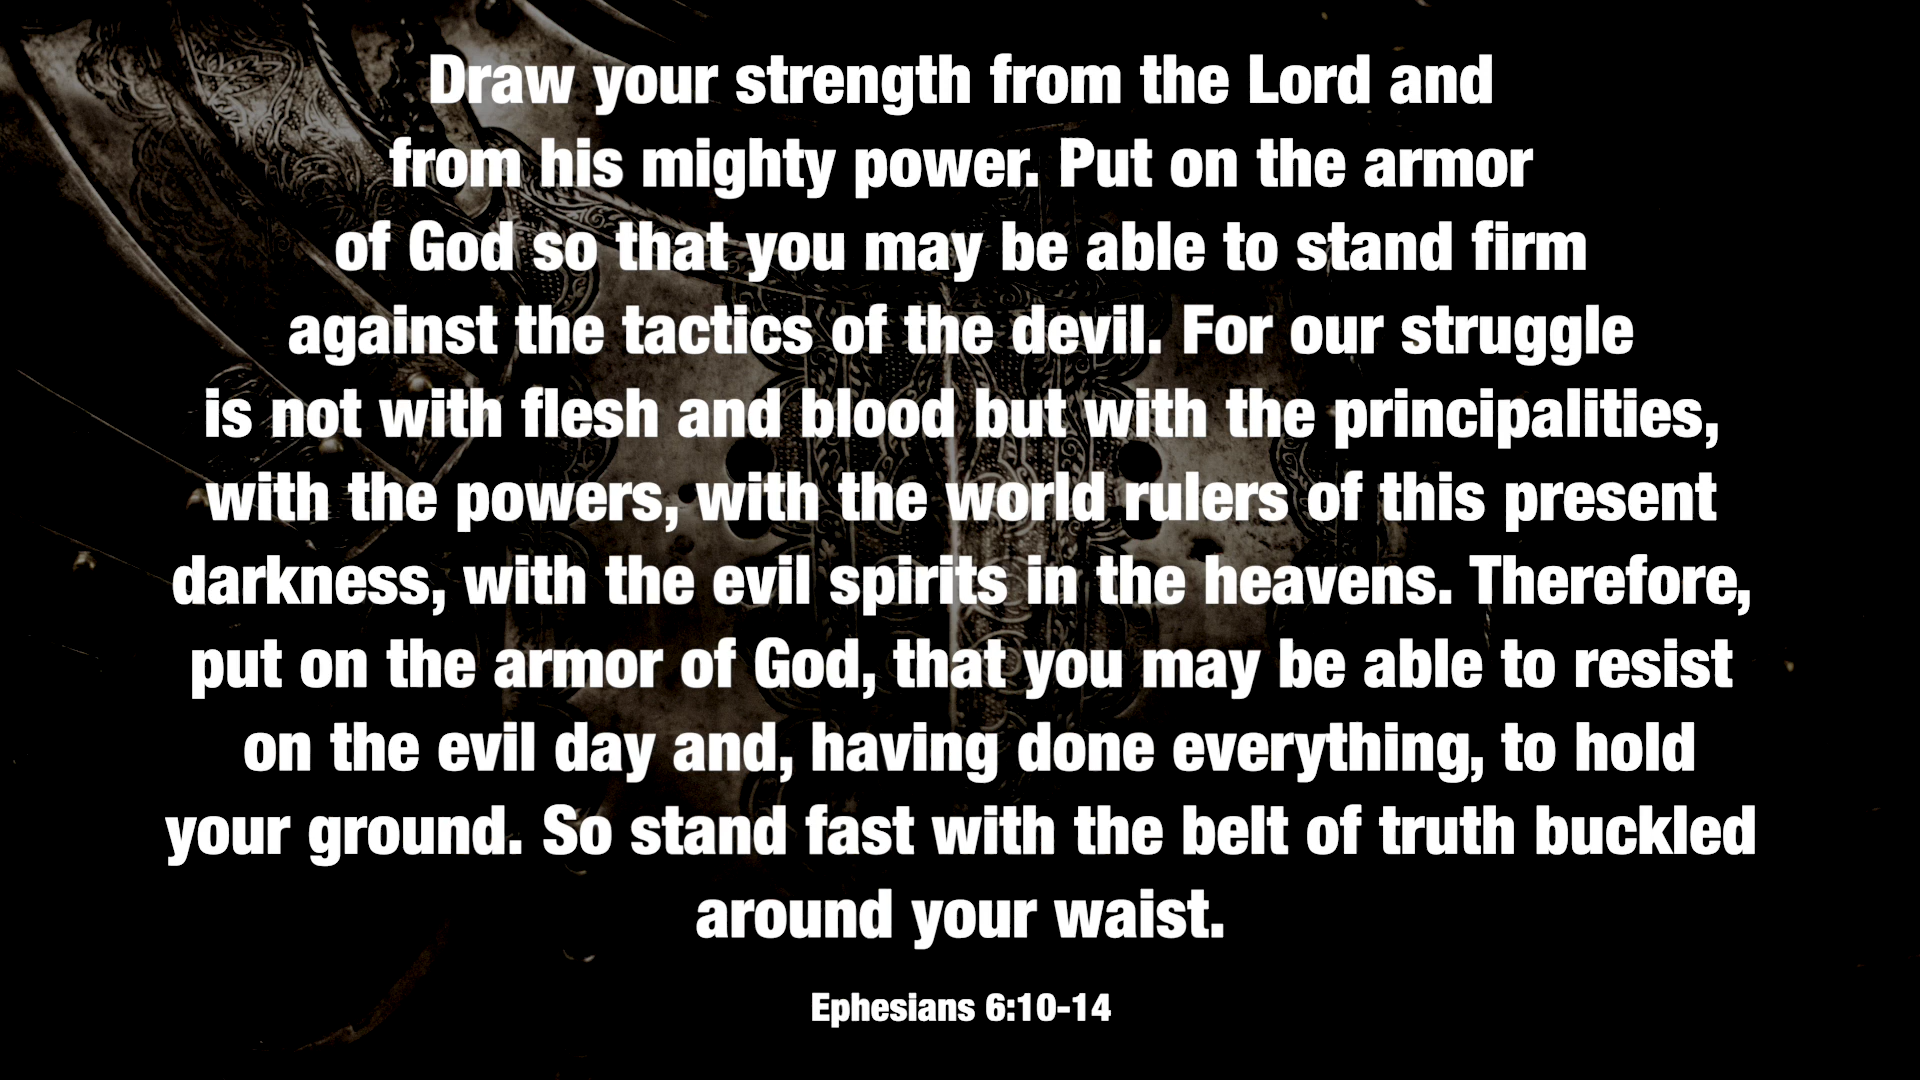 Draw your strength from the Lord and
from his mighty power. Put on the armor
of God so that you may be able to stand firm
against the tactics of the devil. For our struggle
is not with flesh and blood but with the principalities,
with the powers, with the world rulers of this present
darkness, with the evil spirits in the heavens. Therefore,
put on the armor of God, that you may be able to resist
on the evil day and, having done everything, to hold
your ground. So stand fast with the belt of truth buckled
around your waist.
Ephesians 6:10-14